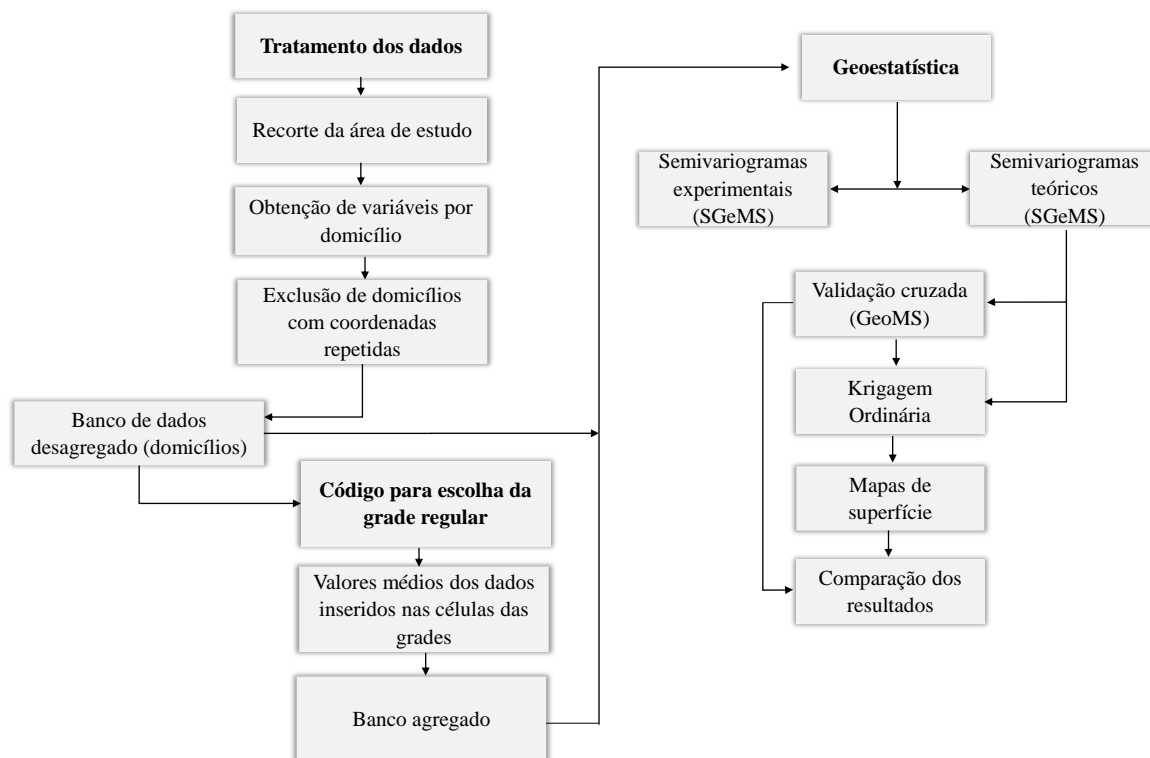 Tratamento dos dados
Recorte da área de estudo
Obtenção de variáveis por
domicílio
Exclusão de domicílios
com coordenadas
repetidas
Banco de dados
desagregado (domicílios)
Código para escolha da
grade regular
Valores médios dos dados
inseridos nas células das
grades
Banco agregado
Geoestatística
Semivariogramas
experimentais
(SGeMS)
Semivariogramas
teóricos
(SGeMS)
Validação cruzada
(GeoMS)
Krigagem
Ordinária
Mapas de
superfície
Comparação dos
resultados